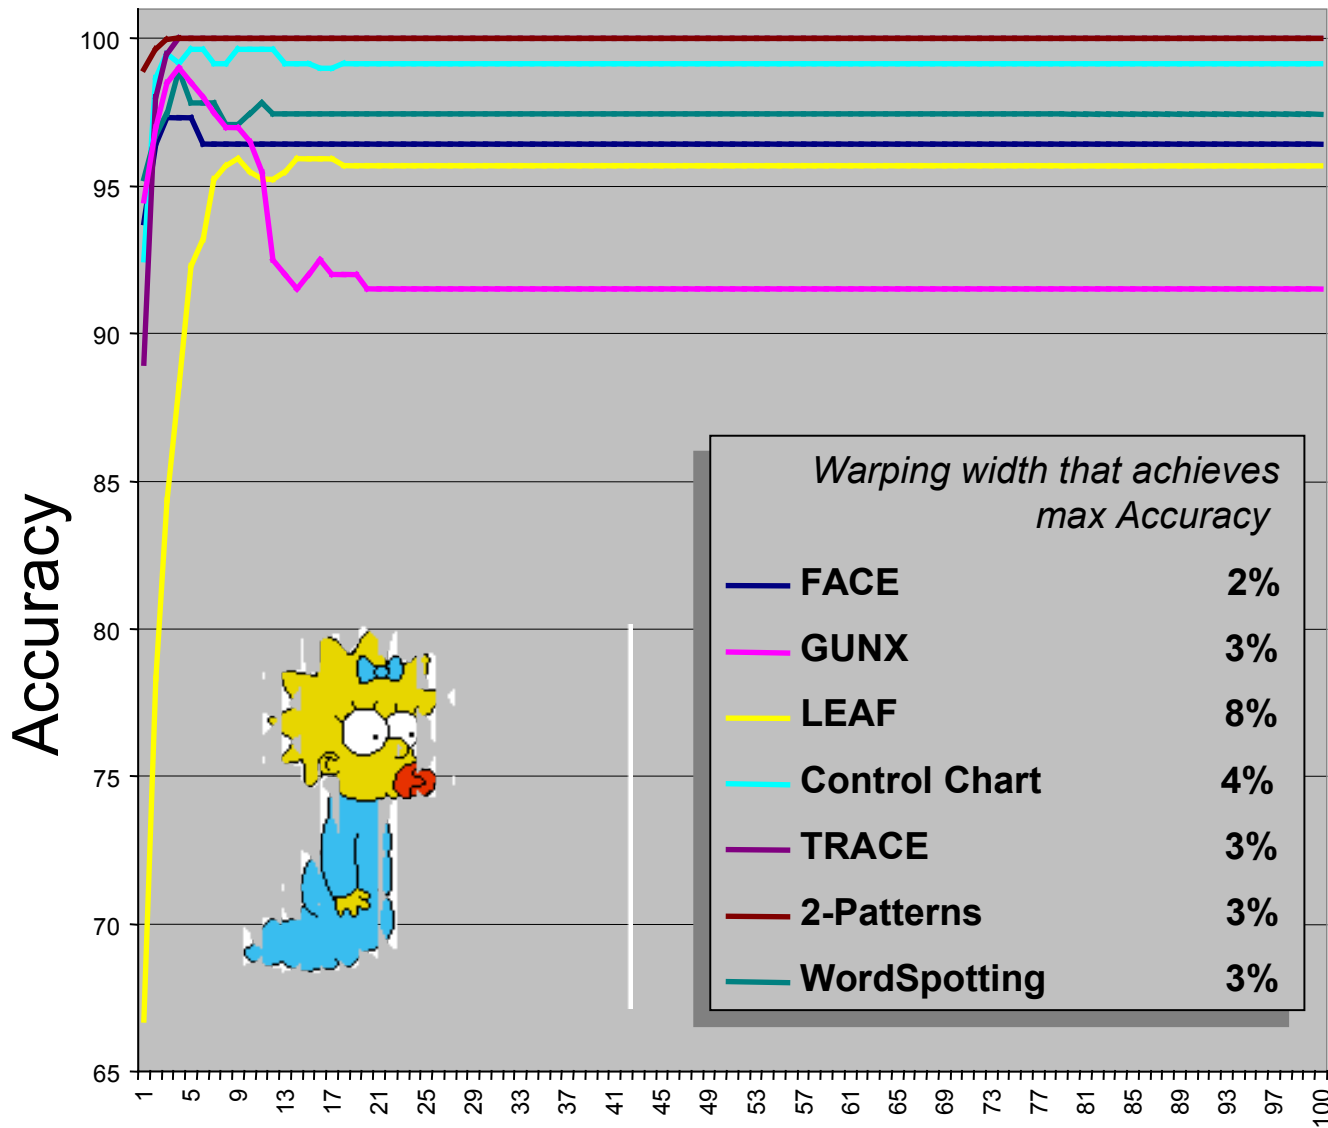 100
95
90
85
80
75
70
65
Accuracy
Warping width that achieves
max Accuracy
FACE 2%
GUNX 3%
LEAF 8%
Control Chart 4%
TRACE 3%
2-Patterns 3%
WordSpotting 3%
1 5 9 13 17 21 25 29 33 37 41 45 49 53 57 61 65 69 73 77 81 85 89 93 97 100